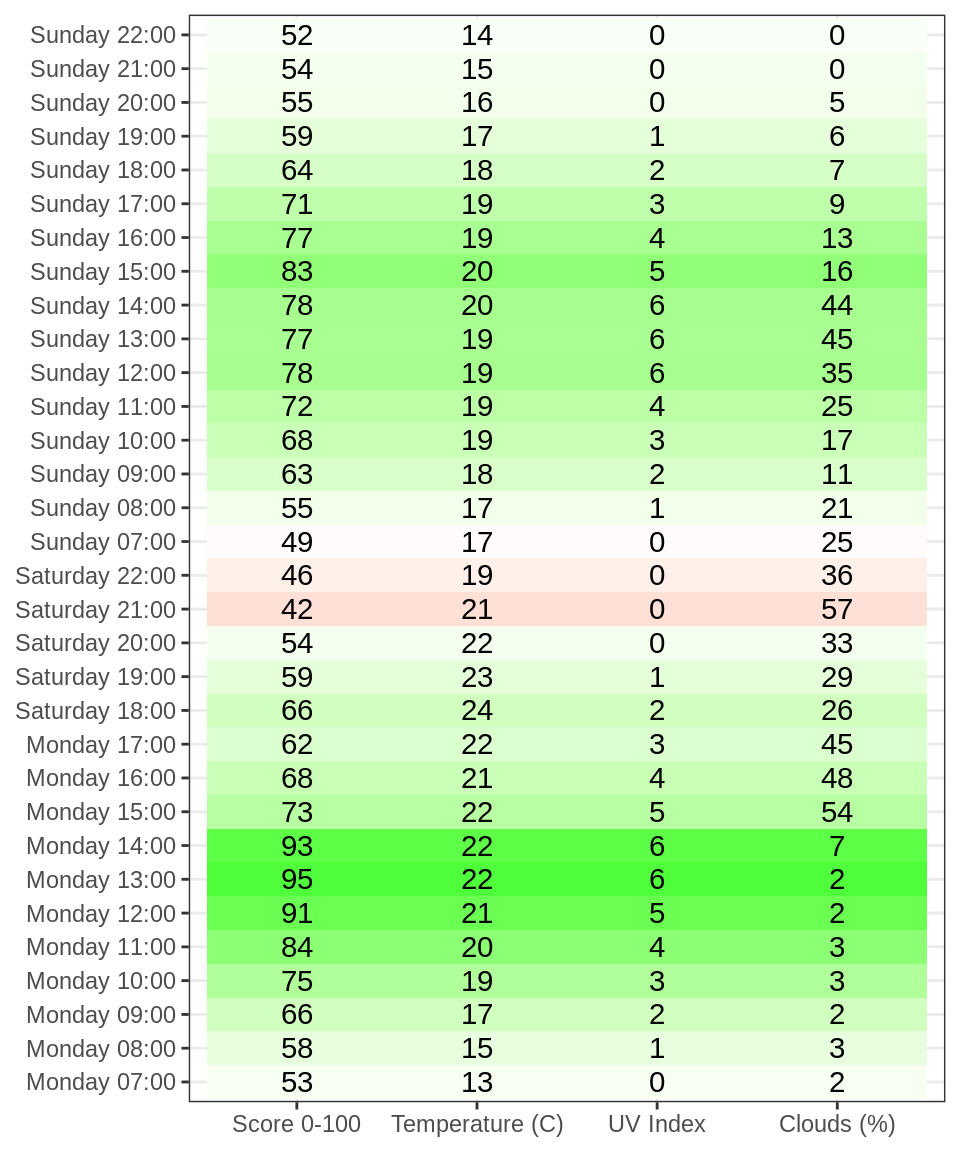 Sunday 22:00 52 14 0 0
Sunday 21:00 54 15 0 0
Sunday 20:00 55 16 0 5
Sunday 19:00 59 17 1 6
Sunday 18:00 64 18 2 7
Sunday 17:00 71 19 3 9
Sunday 16:00 77 19 4 13
Sunday 15:00 83 20 5 16
Sunday 14:00 78 20 6 44
Sunday 13:00 77 19 6 45
Sunday 12:00 78 19 6 35
Sunday 11:00 72 19 4 25
Sunday 10:00 68 19 3 17
Sunday 09:00 63 18 2 11
Sunday 08:00 55 17 1 21
Sunday 07:00 49 17 0 25
Saturday 22:00 46 19 0 36
Saturday 21:00 42 21 0 57
Saturday 20:00 54 22 0 33
Saturday 19:00 59 23 1 29
Saturday 18:00 66 24 2 26
Monday 17:00 62 22 3 45
Monday 16:00 68 21 4 48
Monday 15:00 73 22 5 54
Monday 14:00 93 22 6 7
Monday 13:00 95 22 6 2
Monday 12:00 91 21 5 2
Monday 11:00 84 20 4 3
Monday 10:00 75 19 3 3
Monday 09:00 66 17 2 2
Monday 08:00 58 15 1 3
Monday 07:00 53 13 0 2
Score 0-100 Temperature (C) UV Index Clouds (%)